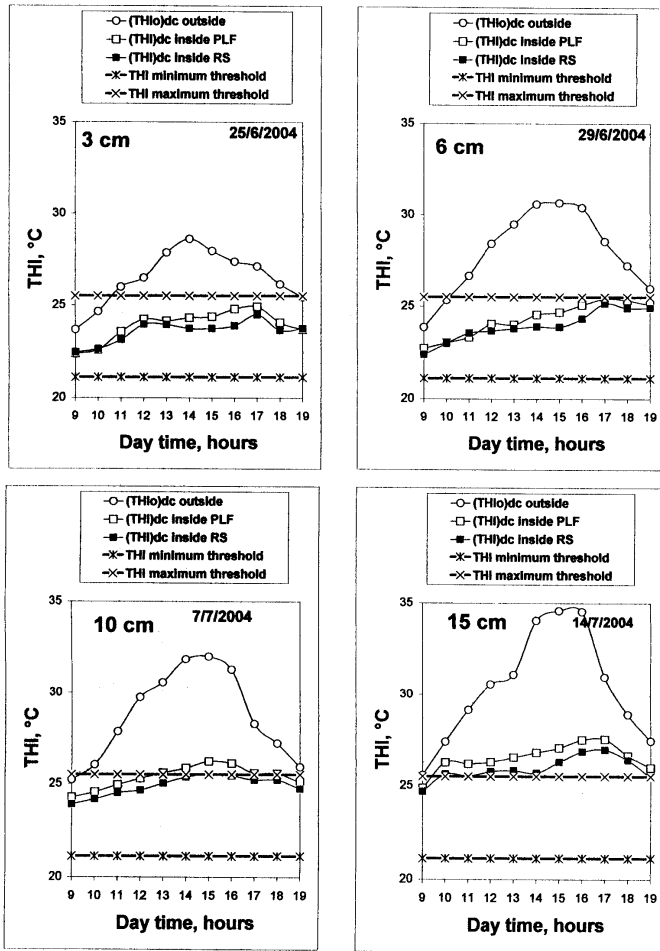 (THIo)dc outside
(THI)dc inside PLF
(THI)dc inside RS
THI minimum threshold
THI maximum threshold
3 cm
25/6/2004
THI, °C
35
30
25
20
9 10 11 12 13 14 15 16 17 18 19
Day time, hours
(THIo)dc outside
(THI)dc inside PLF
(THI)dc inside RS
THI minimum threshold
THI maximum threshold
6 cm
29/6/2004
THI, °C
35
30
25
20
9 10 11 12 13 14 15 16 17 18 19
Day time, hours
(THIo)dc outside
(THI)dc inside PLF
(THI)dc inside RS
THI minimum threshold
THI maximum threshold
10 cm
7/7/2004
THI, °C
35
30
25
20
9 10 11 12 13 14 15 16 17 18 19
Day time, hours
(THIo)dc outside
(THI)dc inside PLF
(THI)dc inside RS
THI minimum threshold
THI maximum threshold
15 cm
14/7/2004
THI, °C
35
30
25
20
9 10 11 12 13 14 15 16 17 18 19
Day time, hours